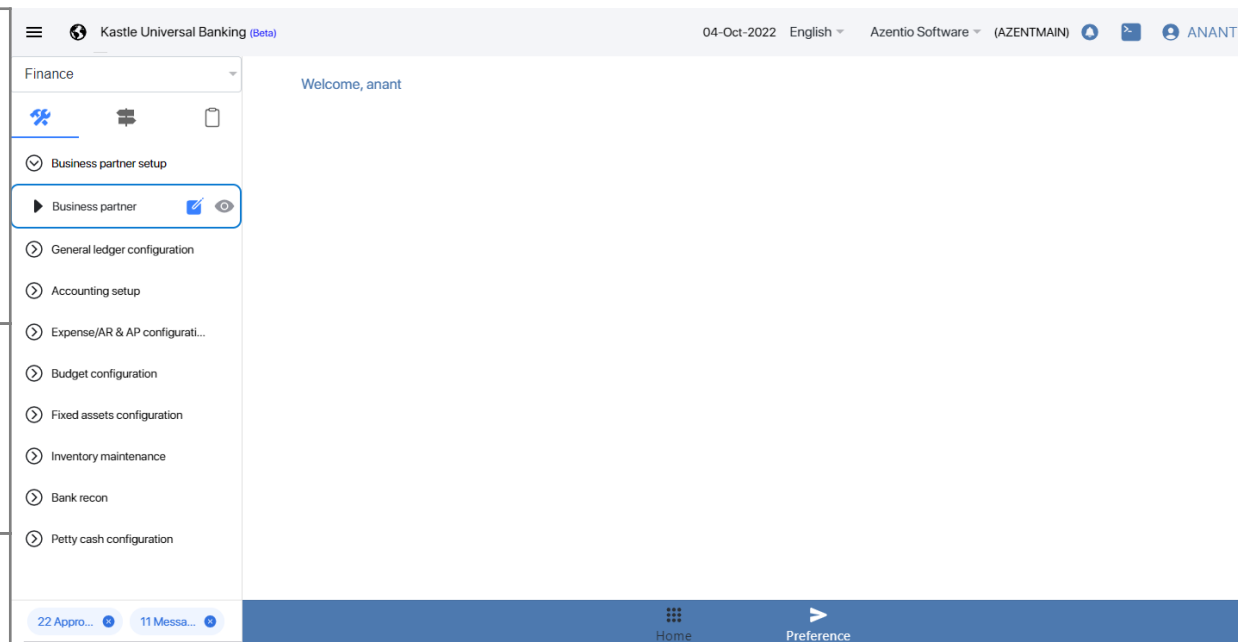 Kastle Universal Banking (Beta)
04-Oct-2022 English Azentio Software (AZENTMAIN) ANANT
Finance
Welcome, anant
Business partner setup
Business partner
General ledger configuration
Accounting setup
Expense/AR & AP configurati...
Budget configuration
Fixed assets configuration
Inventory maintenance
Bank recon
Petty cash configuration
22 Appro... 11 Messa...
Home Preference